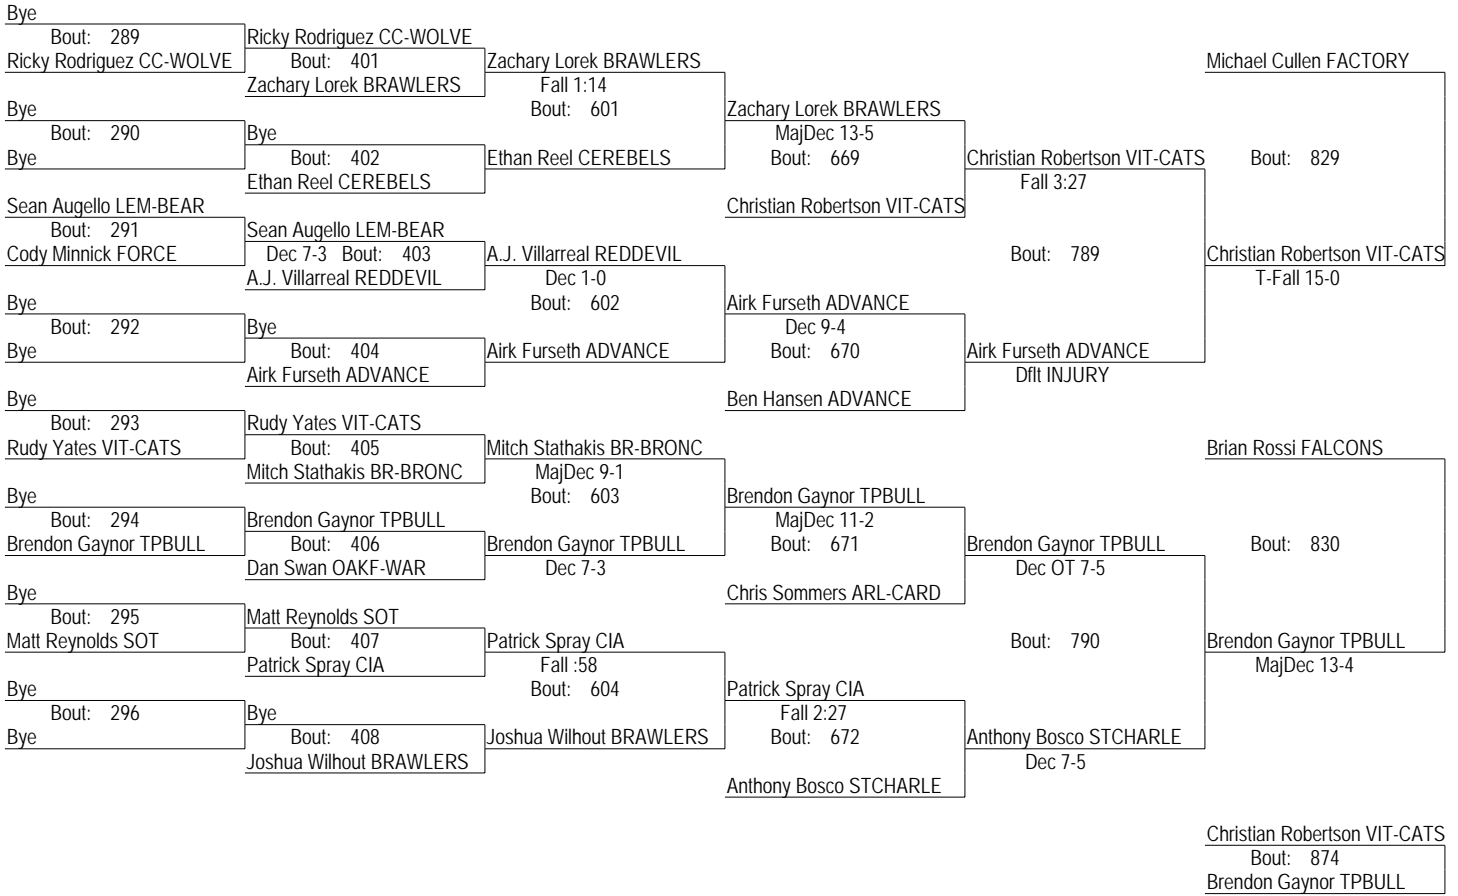 Bye
Bout: 289
Ricky Rodriguez CC-WOLVE
Bye
Bout: 290
Bye
Sean Augello LEM-BEAR
Bout: 291
Cody Minnick FORCE
Bye
Bout: 292
Bye
Bye
Bout: 293
Rudy Yates VIT-CATS
Bye
Bout: 294
Brendon Gaynor TPBULL
Bye
Bout: 295
Matt Reynolds SOT
Bye
Bout: 296
Bye
Ricky Rodriguez CC-WOLVE
Bout: 401
Zachary Lorek BRAWLERS
Bye
Bout: 402
Ethan Reel CEREBELS
Sean Augello LEM-BEAR
Dec 7-3 Bout: 403
A.J. Villarreal REDDEVIL
Bye
Bout: 404
Airk Furseth ADVANCE
Rudy Yates VIT-CATS
Bout: 405
Mitch Stathakis BR-BRONC
Brendon Gaynor TPBULL
Bout: 406
Dan Swan OAKF-WAR
Matt Reynolds SOT
Bout: 407
Patrick Spray CIA
Bye
Bout: 408
Joshua Wilhout BRAWLERS
Zachary Lorek BRAWLERS
Fall 1:14
Bout: 601
Ethan Reel CEREBELS
A.J. Villarreal REDDEVIL
Dec 1-0
Bout: 602
Airk Furseth ADVANCE
Mitch Stathakis BR-BRONC
MajDec 9-1
Bout: 603
Brendon Gaynor TPBULL
Dec 7-3
Patrick Spray CIA
Fall :58
Bout: 604
Joshua Wilhout BRAWLERS
Zachary Lorek BRAWLERS
MajDec 13-5
Bout: 669
Christian Robertson VIT-CATS
Airk Furseth ADVANCE
Dec 9-4
Bout: 670
Ben Hansen ADVANCE
Brendon Gaynor TPBULL
MajDec 11-2
Bout: 671
Chris Sommers ARL-CARD
Patrick Spray CIA
Fall 2:27
Bout: 672
Anthony Bosco STCHARLE
Christian Robertson VIT-CATS
Fall 3:27
Bout: 789
Airk Furseth ADVANCE
Dflt INJURY
Brendon Gaynor TPBULL
Dec OT 7-5
Bout: 790
Anthony Bosco STCHARLE
Dec 7-5
Michael Cullen FACTORY
Bout: 829
Christian Robertson VIT-CATS
T-Fall 15-0
Brian Rossi FALCONS
Bout: 830
Brendon Gaynor TPBULL
MajDec 13-4
Christian Robertson VIT-CATS
Bout: 874
Brendon Gaynor TPBULL